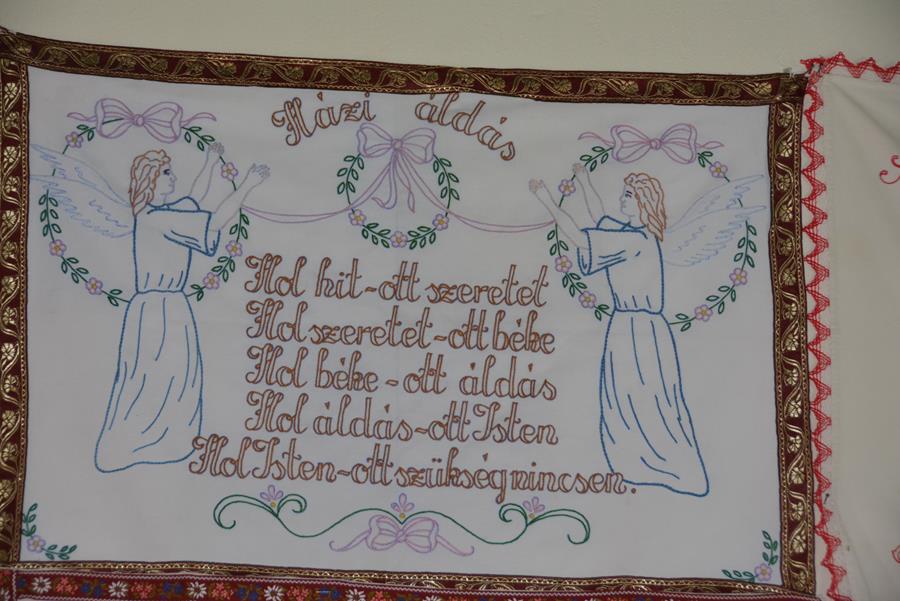 Házi áldás
Hol hit-ott szeretet
Hol szeretet-ott béke
Hol béke-ott áldás
Hol áldás-ott Isten
Hol Isten-ott szükség nincsen.